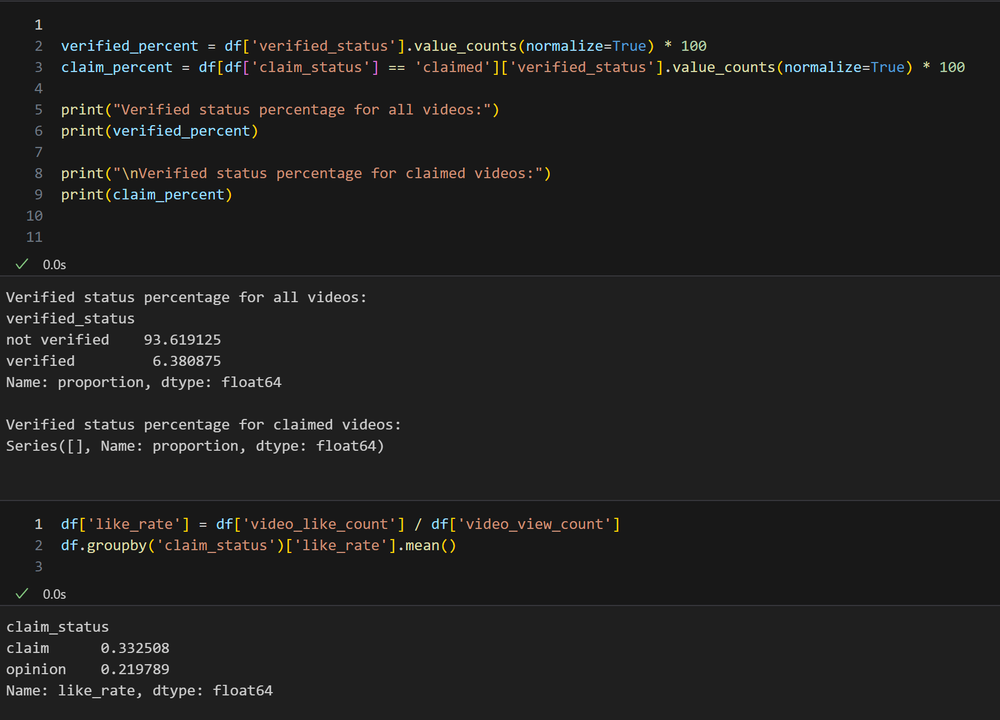 1
2 verified_percent = df['verified_status'].value_counts(normalize=True) * 100
3 claim_percent = df[df['claim_status'] == 'claimed']['verified_status'].value_counts(normalize=True) * 100
4
5 print("Verified status percentage for all videos:")
6 print(verified_percent)
7
8 print("\nVerified status percentage for claimed videos:")
9 print(claim_percent)
10
11
0.0s
Verified status percentage for all videos:
verified_status
not verified    93.619125
verified         6.380875
Name: proportion, dtype: float64
Verified status percentage for claimed videos:
Series([], Name: proportion, dtype: float64)
1 df['like_rate'] = df['video_like_count'] / df['video_view_count']
2 df.groupby('claim_status')['like_rate'].mean()
3
0.0s
claim_status
claim      0.332508
opinion    0.219789
Name: like_rate, dtype: float64